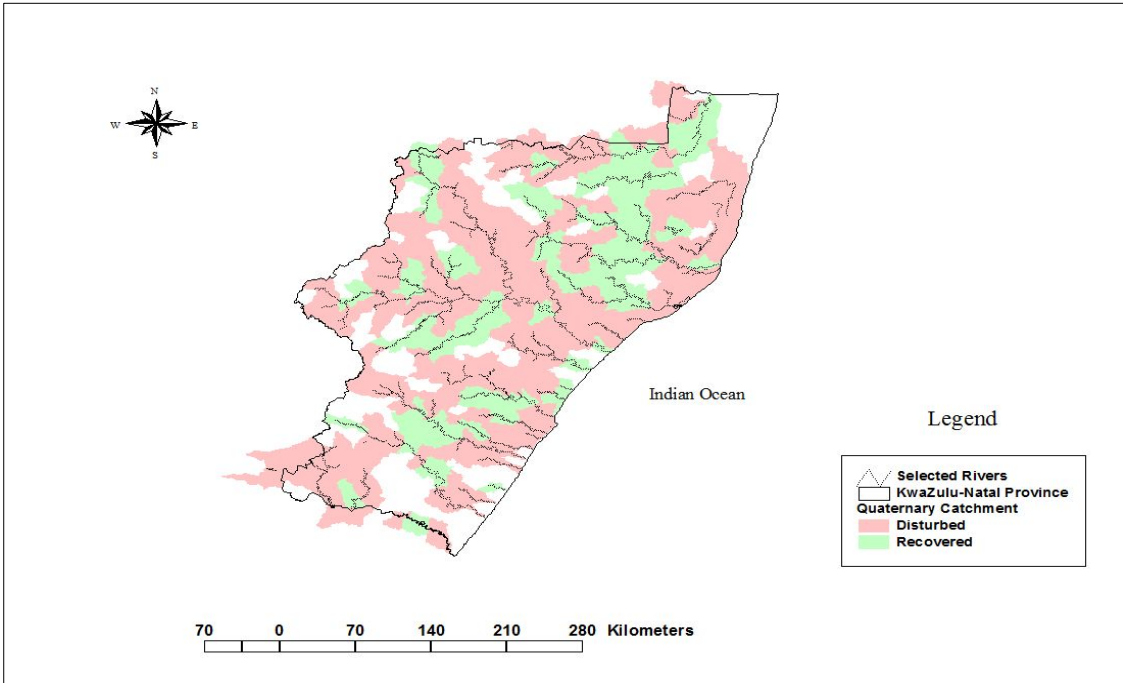 N
W E
S
Indian Ocean
Legend
Selected Rivers
KwaZulu-Natal Province
Quaternary Catchment
Disturbed
Recovered
70 0 70 140 210 280 Kilometers